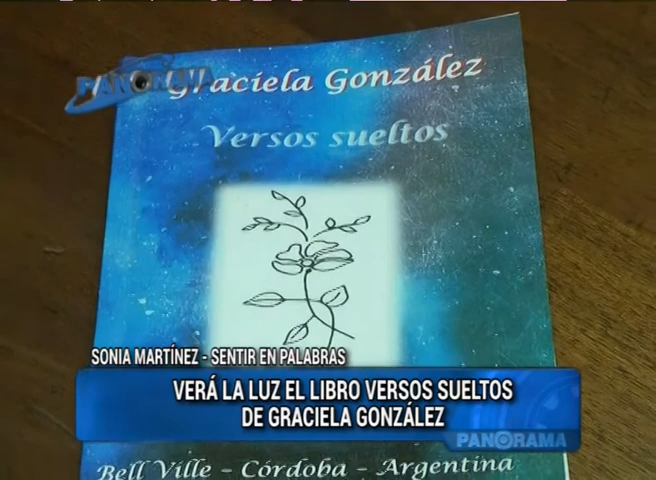 PANORAMA
Graciela González
Versos sueltos
SONIA MARTÍNEZ - SENTIR EN PALABRAS
VERÁ LA LUZ EL LIBRO VERSOS SUELTOS
DE GRACIELA GONZÁLEZ
PANORAMA
Bell Ville - Córdoba - Argentina